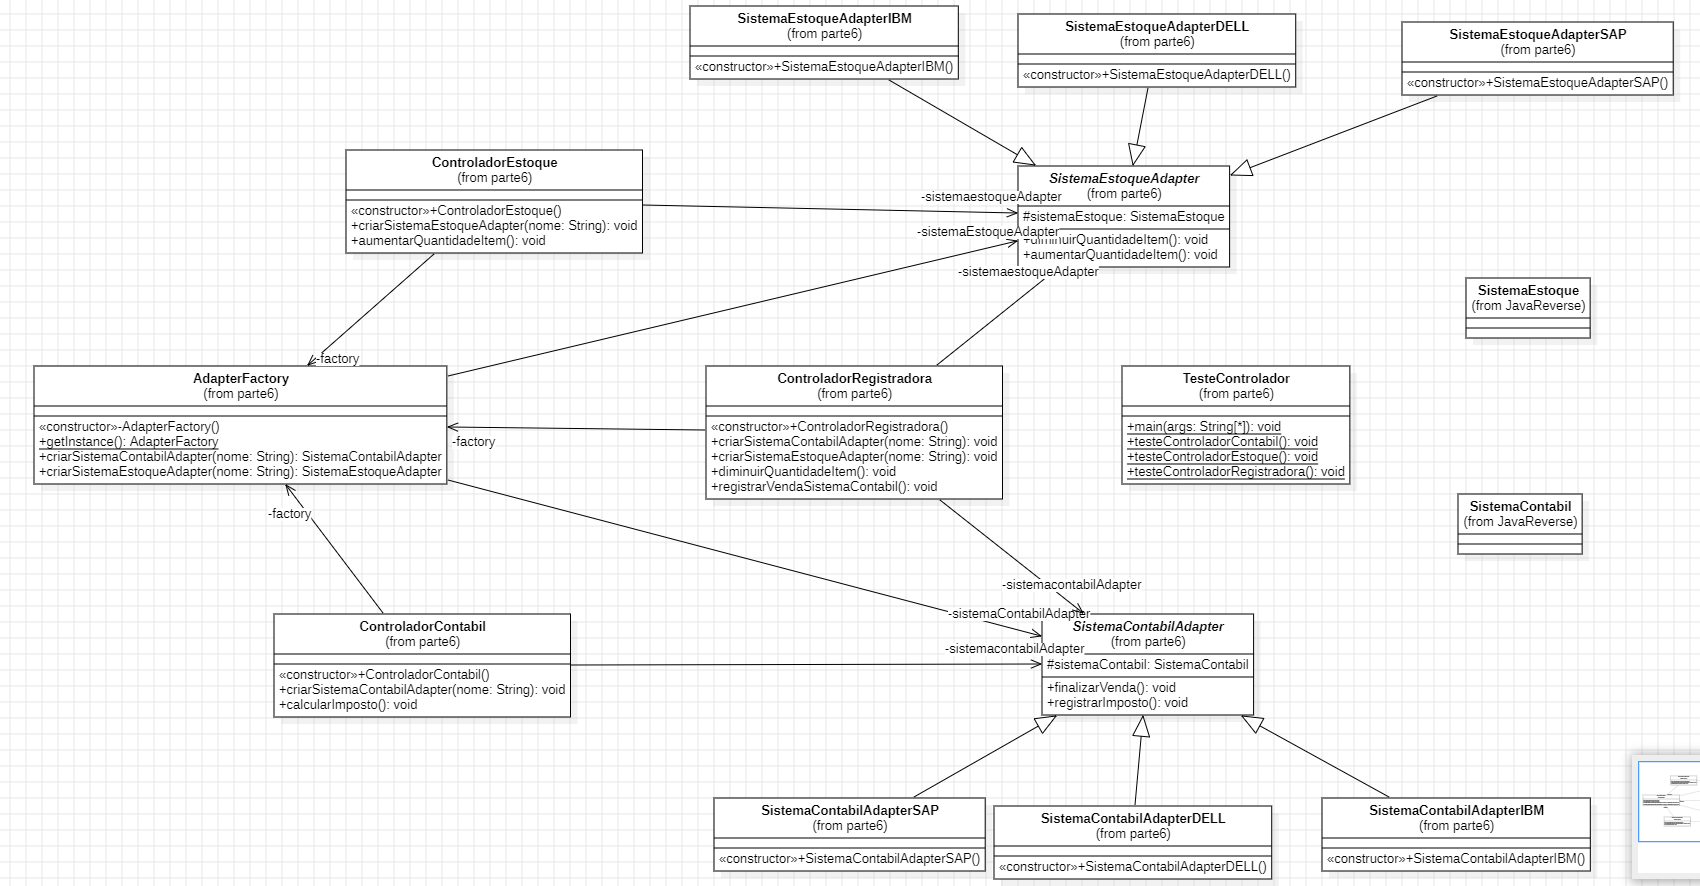 SistemaEstoqueAdapterIBM
(from parte6)
«constructor»+SistemaEstoqueAdapterIBM()
SistemaEstoqueAdapterDELL
(from parte6)
«constructor»+SistemaEstoqueAdapterDELL()
SistemaEstoqueAdapterSAP
(from parte6)
«constructor»+SistemaEstoqueAdapterSAP()
ControladorEstoque
(from parte6)
«constructor»+ControladorEstoque()
+criarSistemaEstoqueAdapter(nome: String): void
+aumentarQuantidadeItem(): void
SistemaEstoqueAdapter
(from parte6)
-sistemaestoqueAdapter
#sistemaEstoque: SistemaEstoque
-sistemaEstoqueAdapter
+diminuirQuantidadeItem(): void
+aumentarQuantidadeItem(): void
-sistemaestoqueAdapter
SistemaEstoque
(from JavaReverse)
-factory
AdapterFactory
(from parte6)
«constructor»-AdapterFactory()
+getInstance(): AdapterFactory
+criarSistemaContabilAdapter(nome: String): SistemaContabilAdapter
+criarSistemaEstoqueAdapter(nome: String): SistemaEstoqueAdapter
-factory
ControladorRegistradora
(from parte6)
«constructor»+ControladorRegistradora()
+criarSistemaContabilAdapter(nome: String): void
+criarSistemaEstoqueAdapter(nome: String): void
+diminuirQuantidadeItem(): void
+registrarVendaSistemaContabil(): void
TesteControlador
(from parte6)
+main(args: String[*]): void
+testeControladorContabil(): void
+testeControladorEstoque(): void
+testeControladorRegistradora(): void
SistemaContabil
(from JavaReverse)
-factory
-sistemacontabilAdapter
-sistemaContabilAdapter
ControladorContabil
(from parte6)
«constructor»+ControladorContabil()
+criarSistemaContabilAdapter(nome: String): void
+calcularImposto(): void
SistemaContabilAdapter
(from parte6)
-sistemacontabilAdapter
#sistemaContabil: SistemaContabil
+finalizarVenda(): void
+registrarImposto(): void
SistemaContabilAdapterSAP
(from parte6)
«constructor»+SistemaContabilAdapterSAP()
SistemaContabilAdapterDELL
(from parte6)
«constructor»+SistemaContabilAdapterDELL()
SistemaContabilAdapterIBM
(from parte6)
«constructor»+SistemaContabilAdapterIBM()